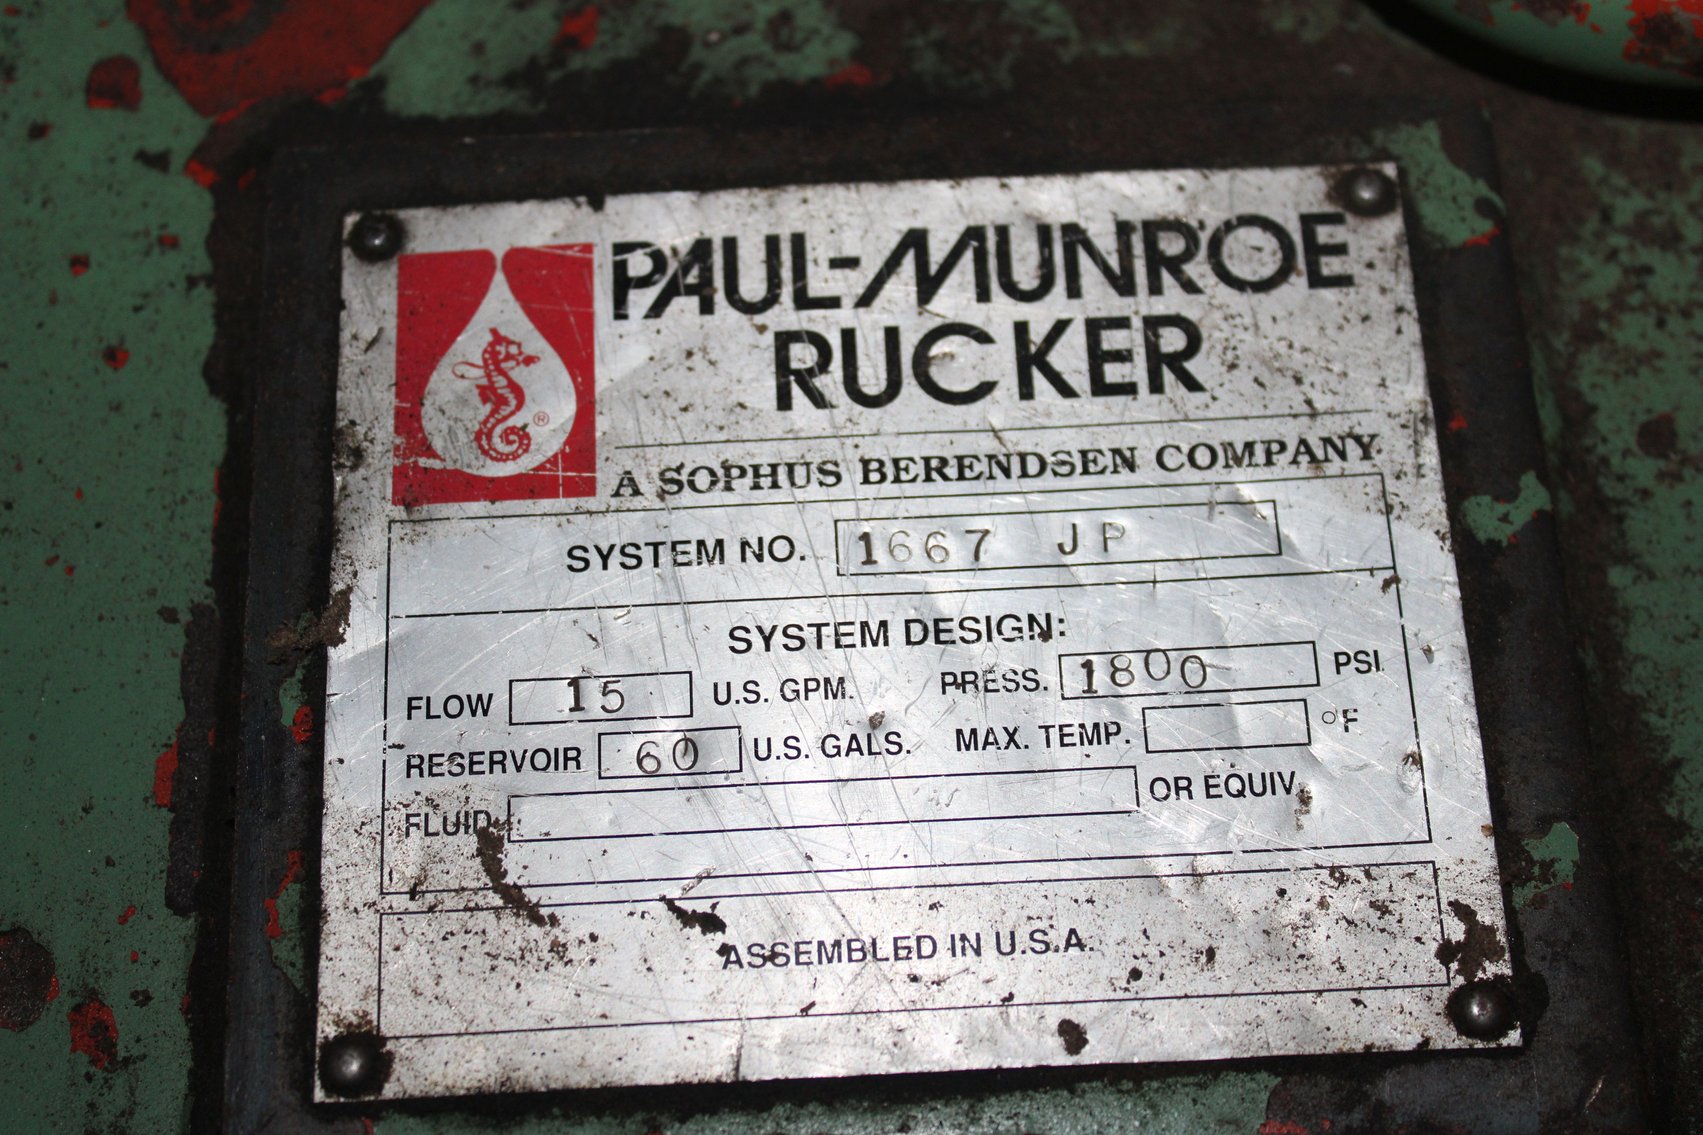 PAUL-MUNROE
RUCKER
®
A SOPHUS BERENDSEN COMPANY
SYSTEM NO. 1667 JP
SYSTEM DESIGN:
FLOW 15 U.S. GPM. PRESS. 1800 PSI.
RESERVOIR 60 U.S. GALS. MAX. TEMP. °F
FLUID OR EQUIV.
ASSEMBLED IN U.S.A.